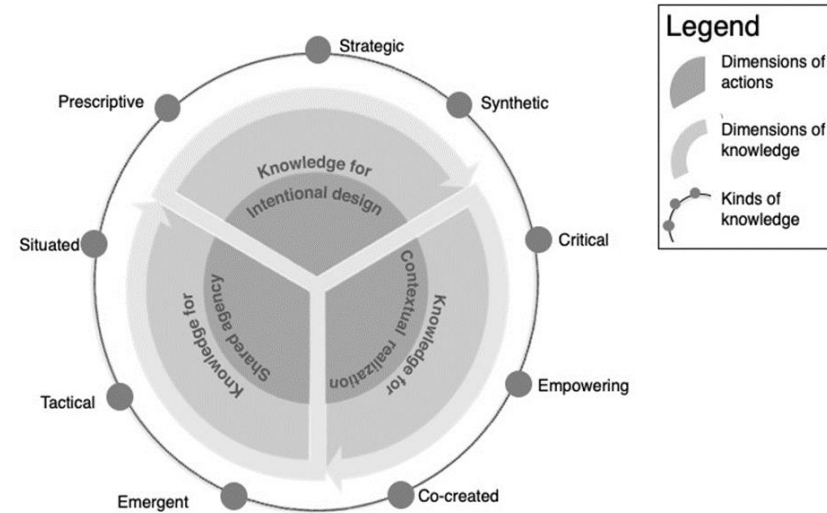 Strategic
Synthetic
Critical
Empowering
Co-created
Emergent
Tactical
Situated
Prescriptive
Knowledge for
Intentional design
Knowledge for
Contextual realization
Knowledge for
Shared agency
Legend
Dimensions of
actions
Dimensions of
knowledge
Kinds of
knowledge